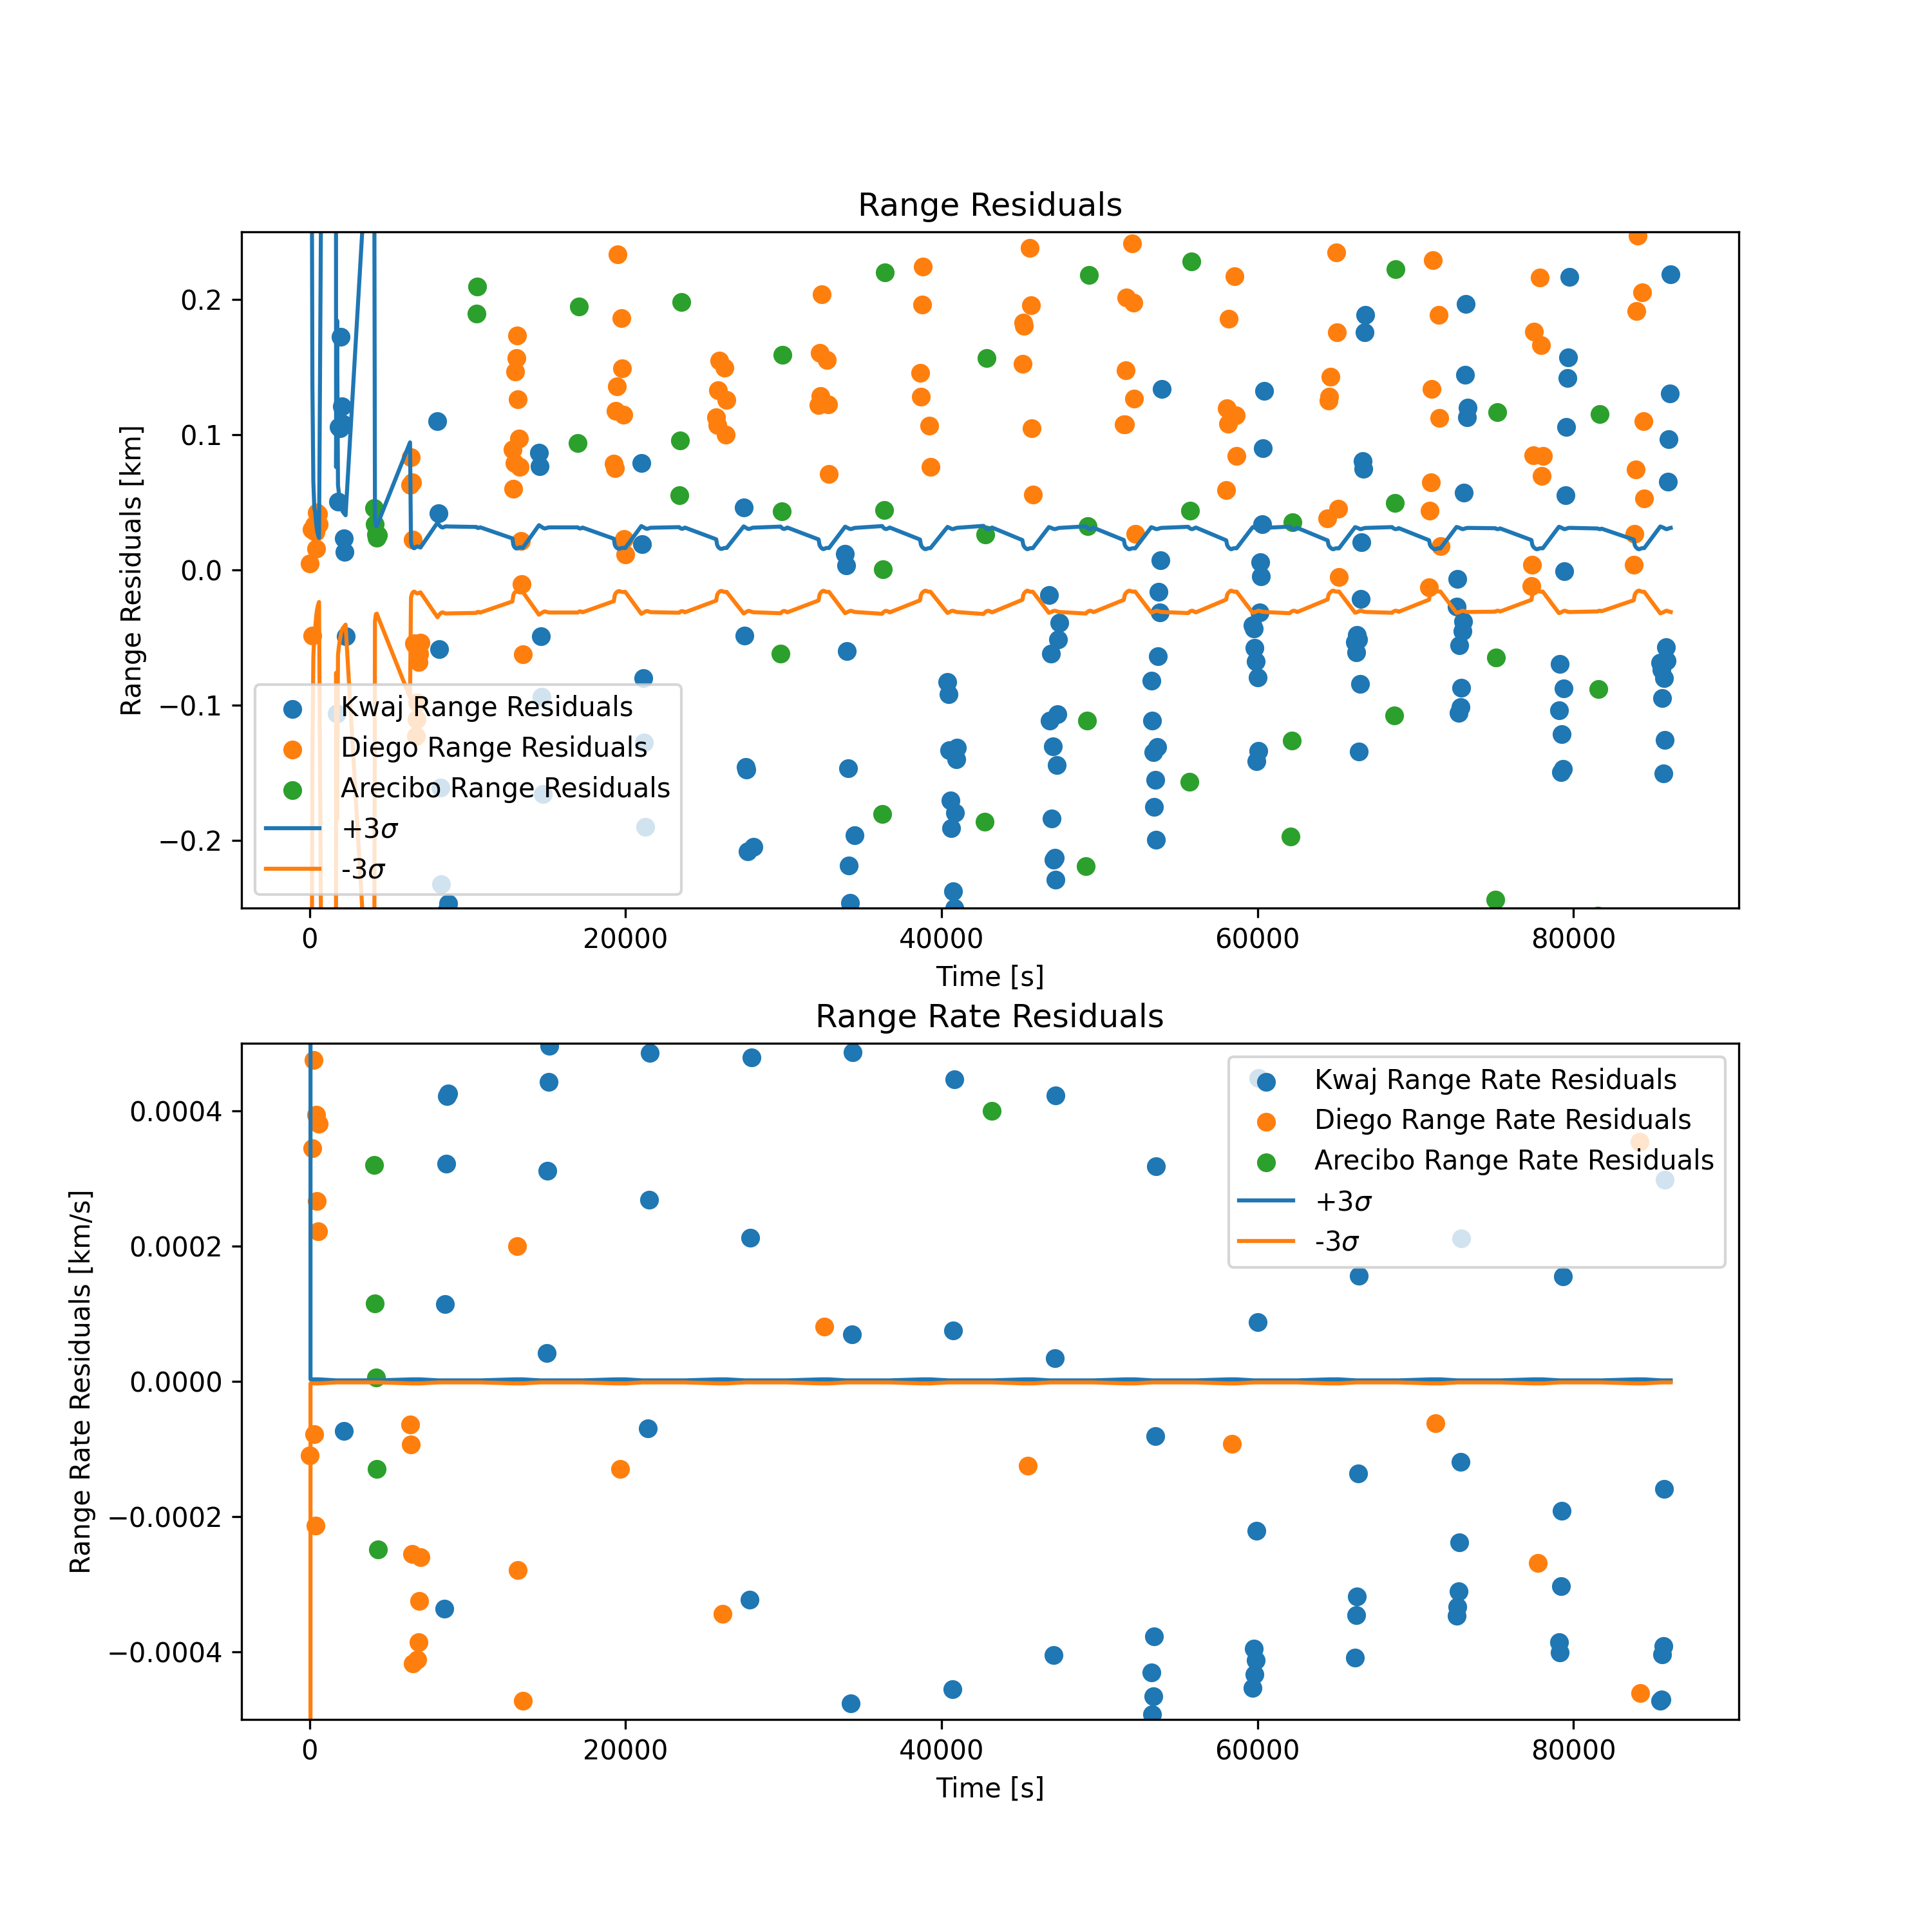 Range Residuals
Range Residuals [km]
0.2
0.1
0.0
−0.1
−0.2
Kwaj Range Residuals
Diego Range Residuals
Arecibo Range Residuals
+3σ
-3σ
0 20000 40000 60000 80000
Time [s]
Range Rate Residuals
Range Rate Residuals [km/s]
0.0004
0.0002
0.0000
−0.0002
−0.0004
Kwaj Range Rate Residuals
Diego Range Rate Residuals
Arecibo Range Rate Residuals
+3σ
-3σ
0 20000 40000 60000 80000
Time [s]